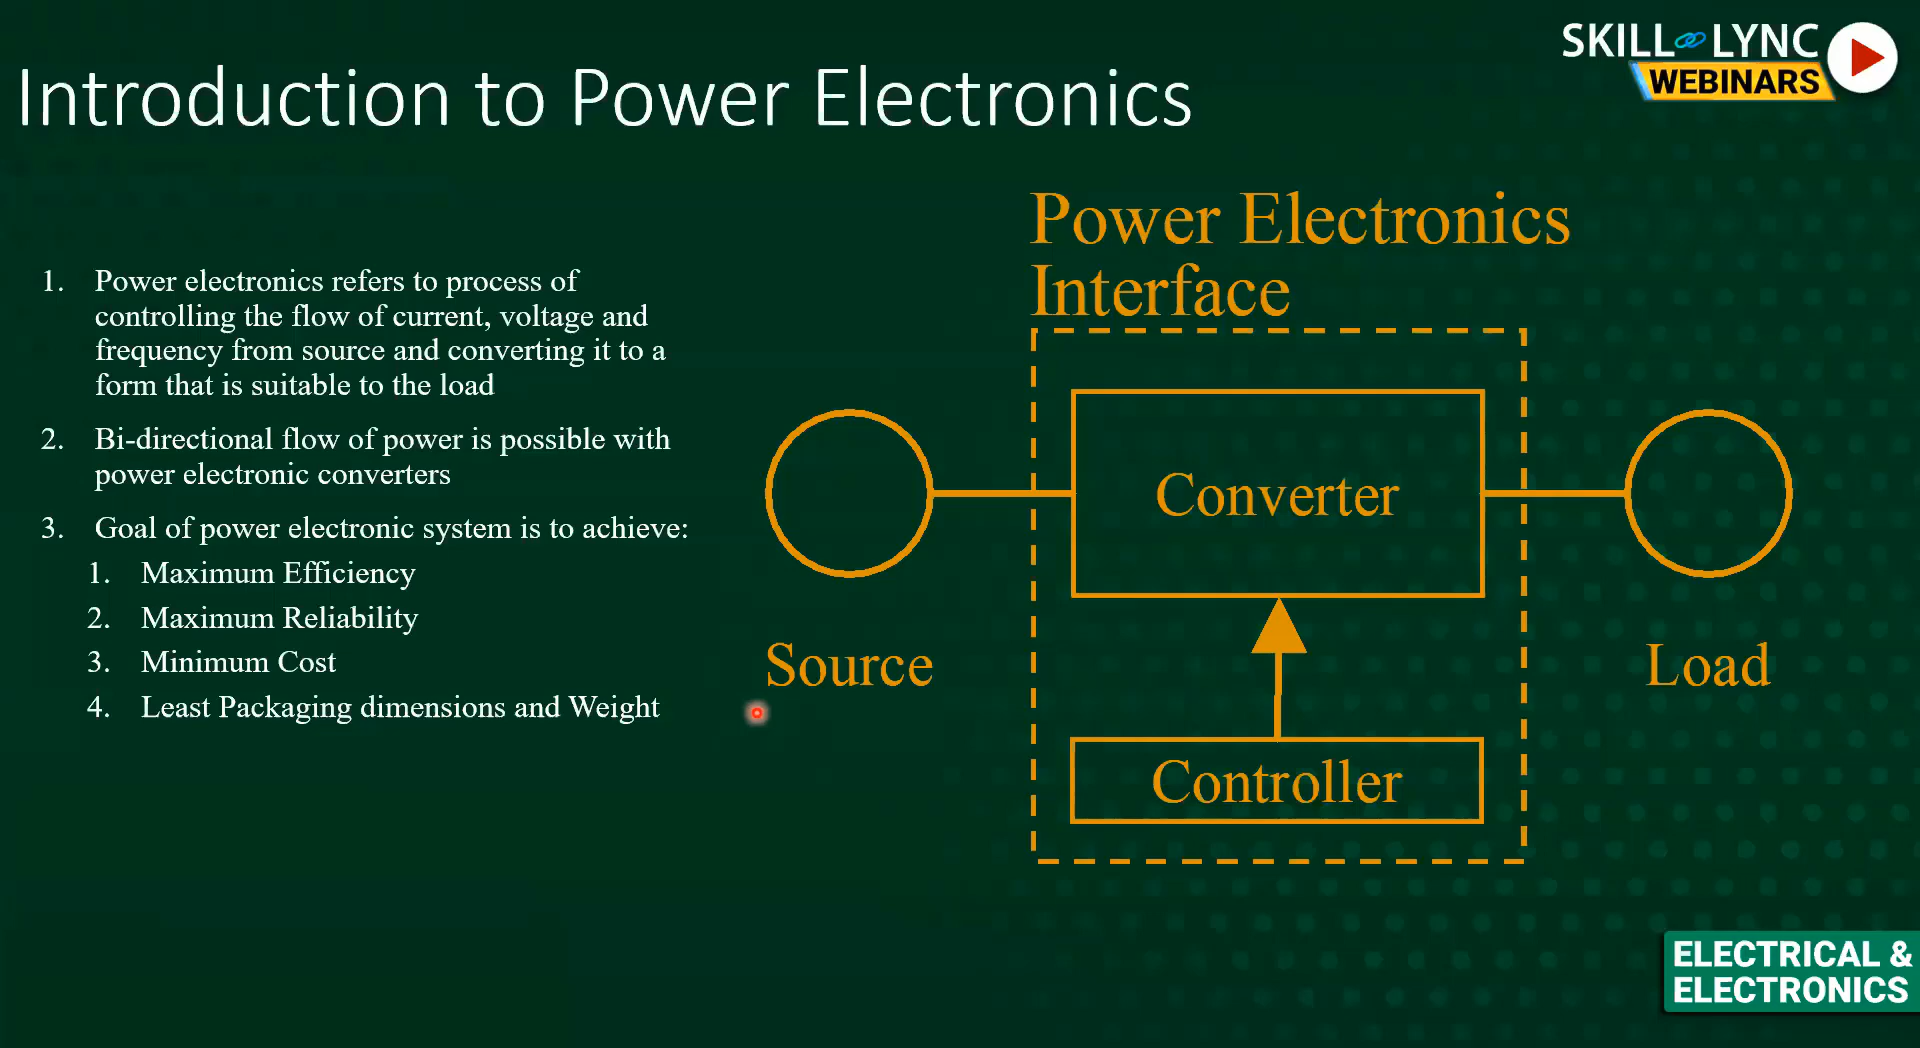 SKILL LYNC
WEBINARS
Introduction to Power Electronics
1. Power electronics refers to process of
controlling the flow of current, voltage and
frequency from source and converting it to a
form that is suitable to the load
2. Bi-directional flow of power is possible with
power electronic converters
3. Goal of power electronic system is to achieve:
1. Maximum Efficiency
2. Maximum Reliability
3. Minimum Cost
4. Least Packaging dimensions and Weight
Power Electronics
Interface
Converter
Source
Load
Controller
ELECTRICAL &
ELECTRONICS